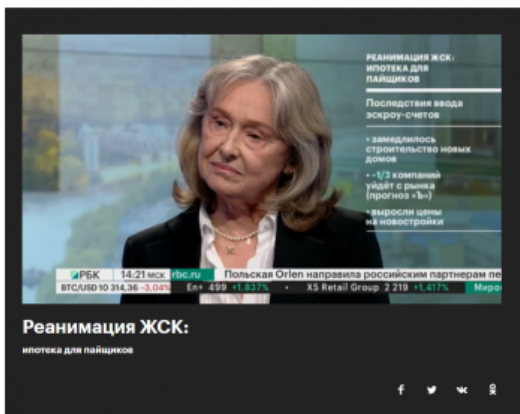 РЕАНИМАЦИЯ ЖСК:
ИПОТЕКА ДЛЯ
ПАЙЩИКОВ
Последствия ввода
эскроу-счетов
• замедлилось
строительство новых
домов
• ~1/3 компаний
уйдёт с рынка
(прогноз «Ъ»)
• выросли цены
на новостройки
РБК 14:21 МСК rbc.ru Польская Orlen направила российским партнерам пе
BTC/USD 10 314,36 -3,04% En+ 499 +1,837% • X5 Retail Group 2 219 +1,417% Миро
Реанимация ЖСК:
ипотека для пайщиков